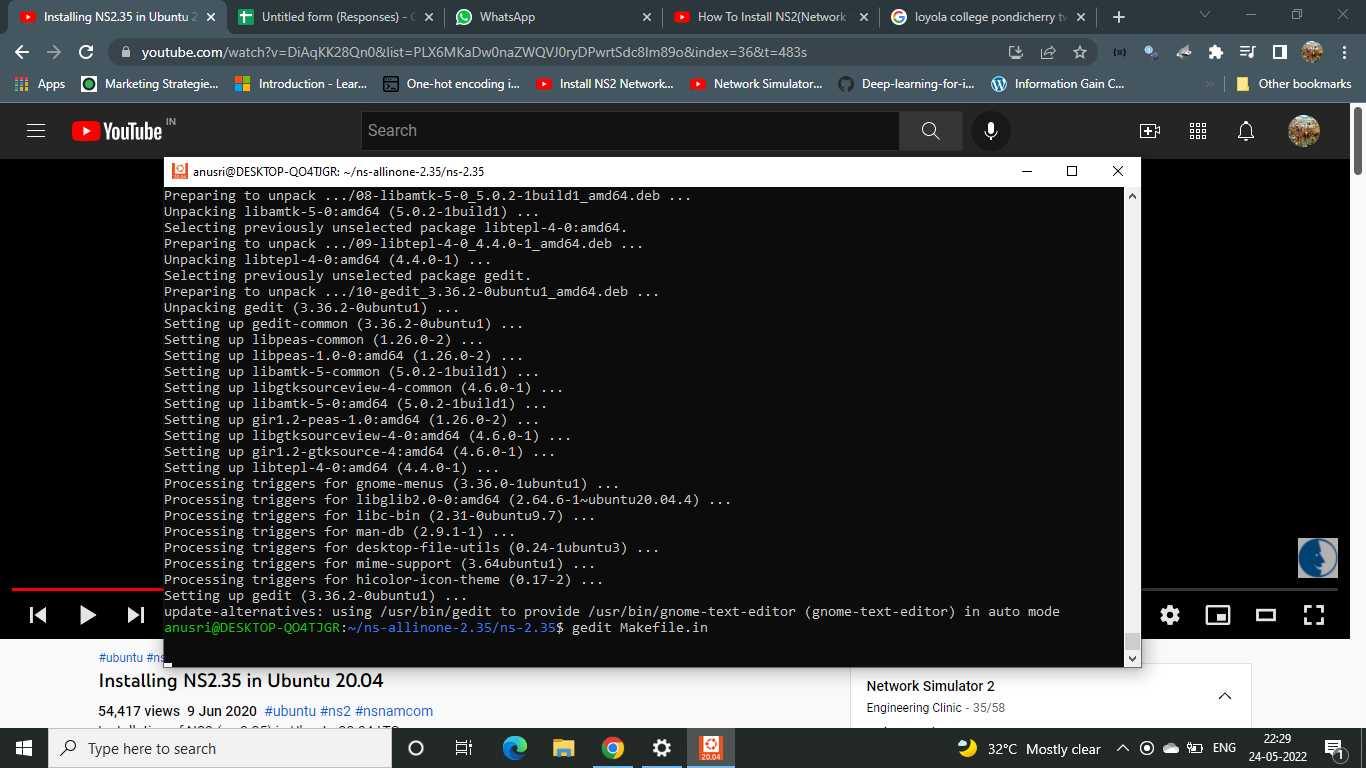 Installing NS2.35 in Ubuntu 2
Untitled form (Responses) -
WhatsApp
How To Install NS2(Network
loyola college pondicherry tw
youtube.com/watch?v=DiAqKK28Qn0&list=PLX6MKaDw0naZWQVJ0ryDPwrtSdc8Im89o&index=36&t=483s
Apps
Marketing Strategie...
Introduction - Lear...
One-hot encoding i...
Install NS2 Network...
Network Simulator...
Deep-learning-for-i...
Information Gain C...
Other bookmarks
YouTube IN
Search
anusri@DESKTOP-QO4TJGR: ~/ns-allinone-2.35/ns-2.35
Preparing to unpack .../08-libamtk-5-0_5.0.2-1build1_amd64.deb ...
Unpacking libamtk-5-0:amd64 (5.0.2-1build1) ...
Selecting previously unselected package libtepl-4-0:amd64.
Preparing to unpack .../09-libtepl-4-0_4.4.0-1_amd64.deb ...
Unpacking libtepl-4-0:amd64 (4.4.0-1) ...
Selecting previously unselected package gedit.
Preparing to unpack .../10-gedit_3.36.2-0ubuntu1_amd64.deb ...
Unpacking gedit (3.36.2-0ubuntu1) ...
Setting up gedit-common (3.36.2-0ubuntu1) ...
Setting up libpeas-common (1.26.0-2) ...
Setting up libpeas-1.0-0:amd64 (1.26.0-2) ...
Setting up libamtk-5-common (5.0.2-1build1) ...
Setting up libgtksourceview-4-common (4.6.0-1) ...
Setting up libamtk-5-0:amd64 (5.0.2-1build1) ...
Setting up gir1.2-peas-1.0:amd64 (1.26.0-2) ...
Setting up libgtksourceview-4-0:amd64 (4.6.0-1) ...
Setting up gir1.2-gtksource-4:amd64 (4.6.0-1) ...
Setting up libtepl-4-0:amd64 (4.4.0-1) ...
Processing triggers for gnome-menus (3.36.0-1ubuntu1) ...
Processing triggers for libglib2.0-0:amd64 (2.64.6-1~ubuntu20.04.4) ...
Processing triggers for libc-bin (2.31-0ubuntu9.7) ...
Processing triggers for man-db (2.9.1-1) ...
Processing triggers for desktop-file-utils (0.24-1ubuntu3) ...
Processing triggers for mime-support (3.64ubuntu1) ...
Processing triggers for hicolor-icon-theme (0.17-2) ...
Setting up gedit (3.36.2-0ubuntu1) ...
update-alternatives: using /usr/bin/gedit to provide /usr/bin/gnome-text-editor (gnome-text-editor) in auto mode
anusri@DESKTOP-QO4TJGR:~/ns-allinone-2.35/ns-2.35$ gedit Makefile.in
#ubuntu #ns
Installing NS2.35 in Ubuntu 20.04
54,417 views 9 Jun 2020 #ubuntu #ns2 #nsnamcom
Network Simulator 2
Engineering Clinic - 35/58
Type here to search
20.04
32°C Mostly clear
ENG
22:29
24-05-2022
1